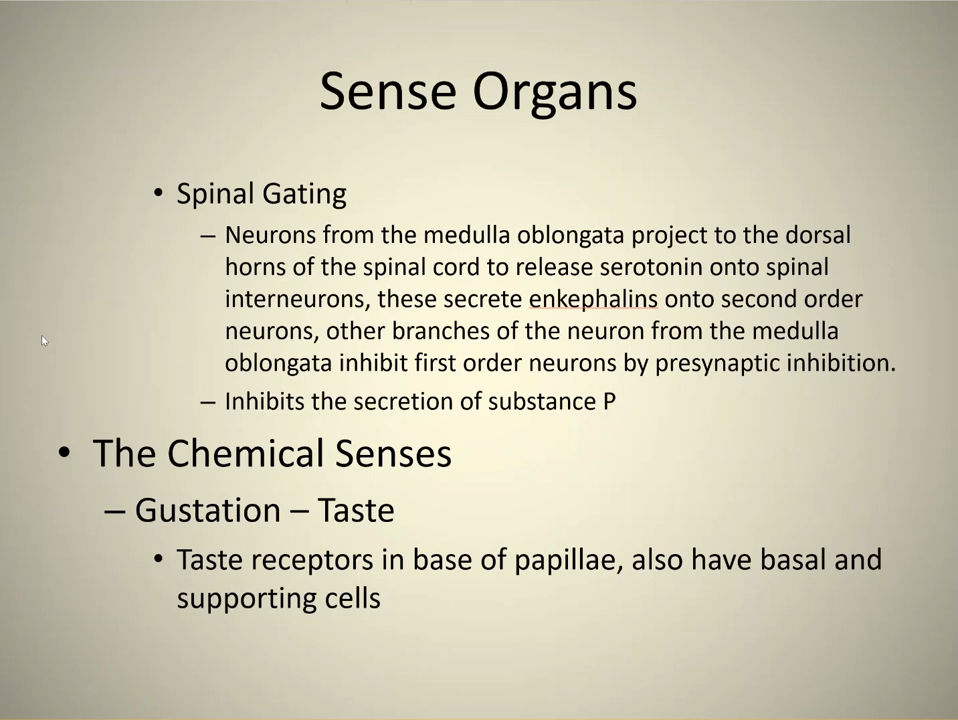 Sense Organs
• Spinal Gating
– Neurons from the medulla oblongata project to the dorsal
horns of the spinal cord to release serotonin onto spinal
interneurons, these secrete enkephalins onto second order
neurons, other branches of the neuron from the medulla
oblongata inhibit first order neurons by presynaptic inhibition.
– Inhibits the secretion of substance P
• The Chemical Senses
– Gustation – Taste
• Taste receptors in base of papillae, also have basal and
supporting cells